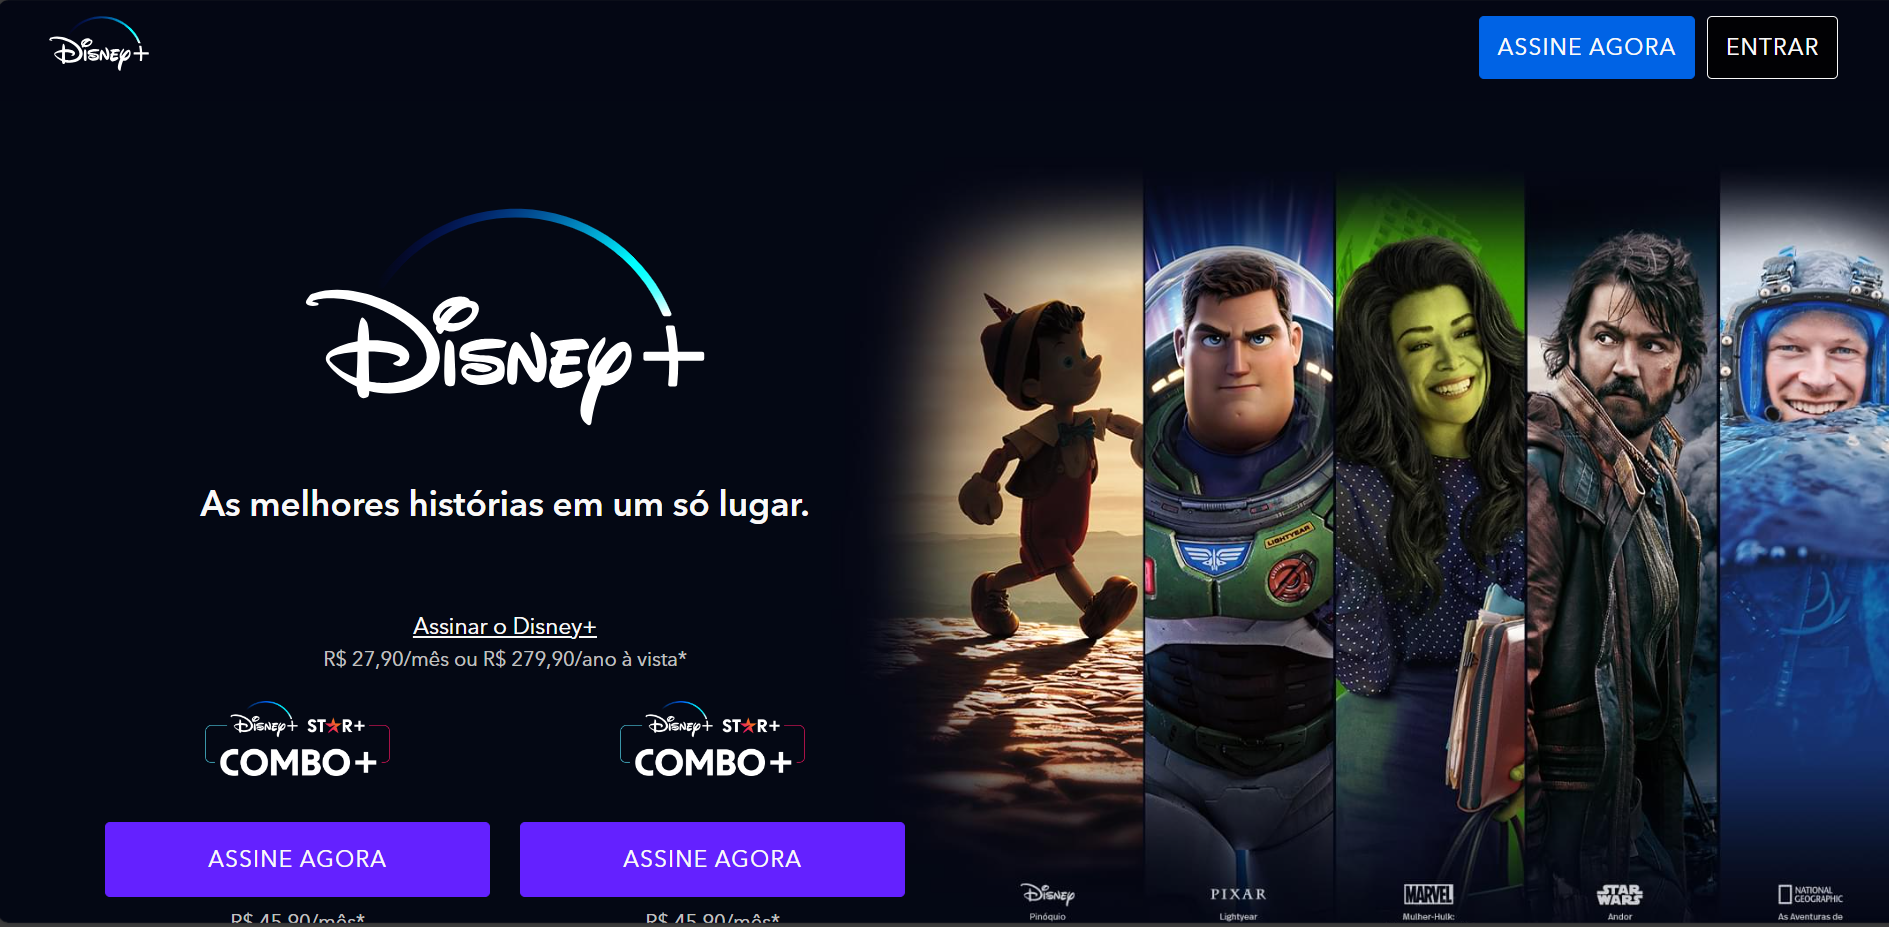 Disney+
ASSINE AGORA
ENTRAR
Disney+
As melhores histórias em um só lugar.
Assinar o Disney+
R$ 27,90/mês ou R$ 279,90/ano à vista*
Disney+ STAR+
COMBO+
ASSINE AGORA
R$ 45,90/mês*
Disney+ STAR+
COMBO+
ASSINE AGORA
R$ 45,90/mês*
LIGHTYEAR
Disney
Pinóquio
PIXAR
Lightyear
MARVEL
Mulher-Hulk:
STAR WARS
Andor
NATIONAL
GEOGRAPHIC
As Aventuras de